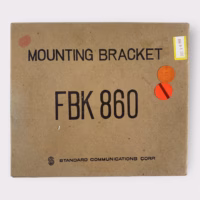 MOUNTING BRACKET
FBK 860
STANDARD COMMUNICATIONS CORP.